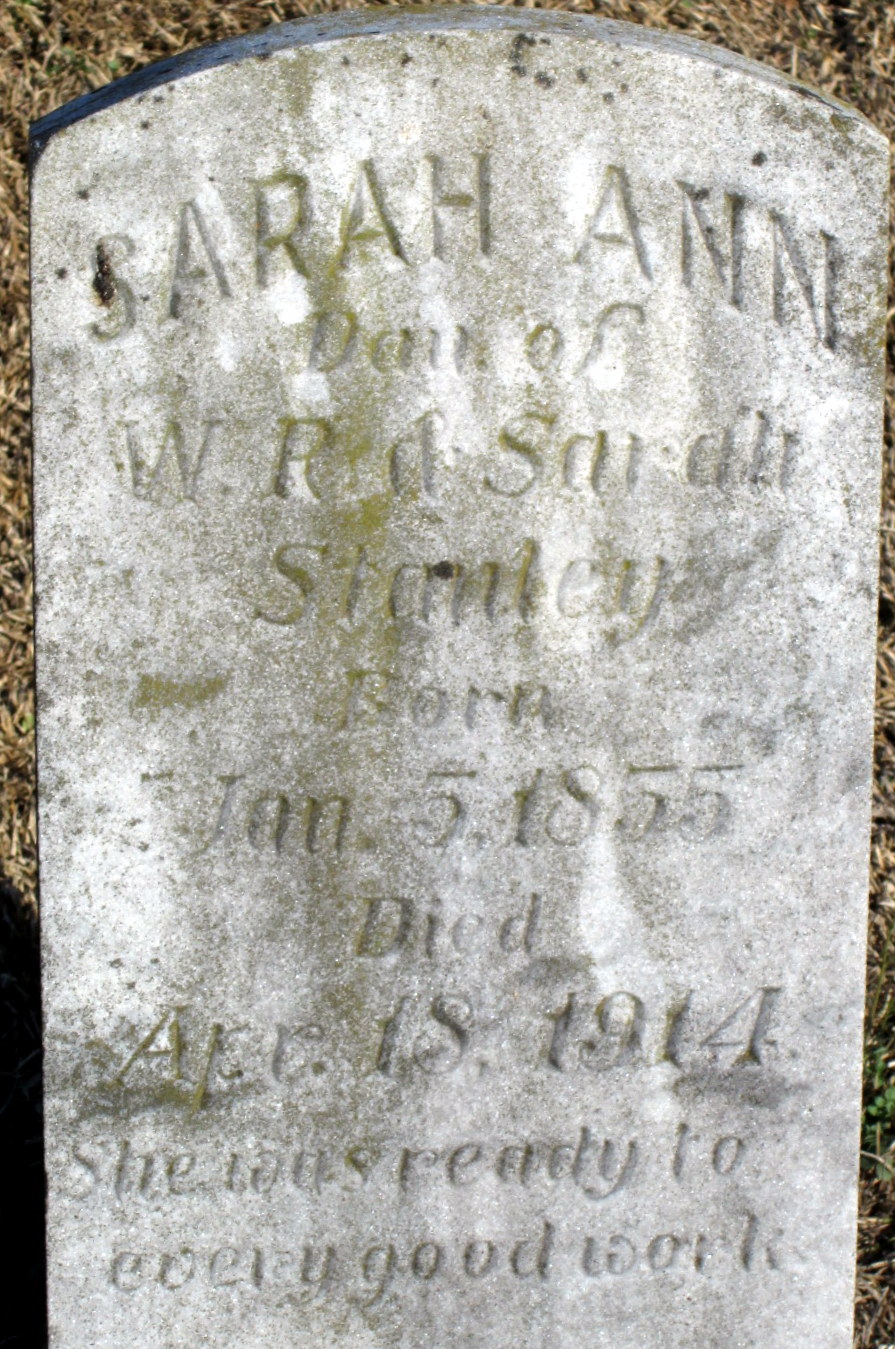 SARAH ANN
Dau. of
W. R. & Sarah
Stanley
Born
Jan. 5, 1855
Died
Apr. 18, 1914.
She was ready to
every good work.